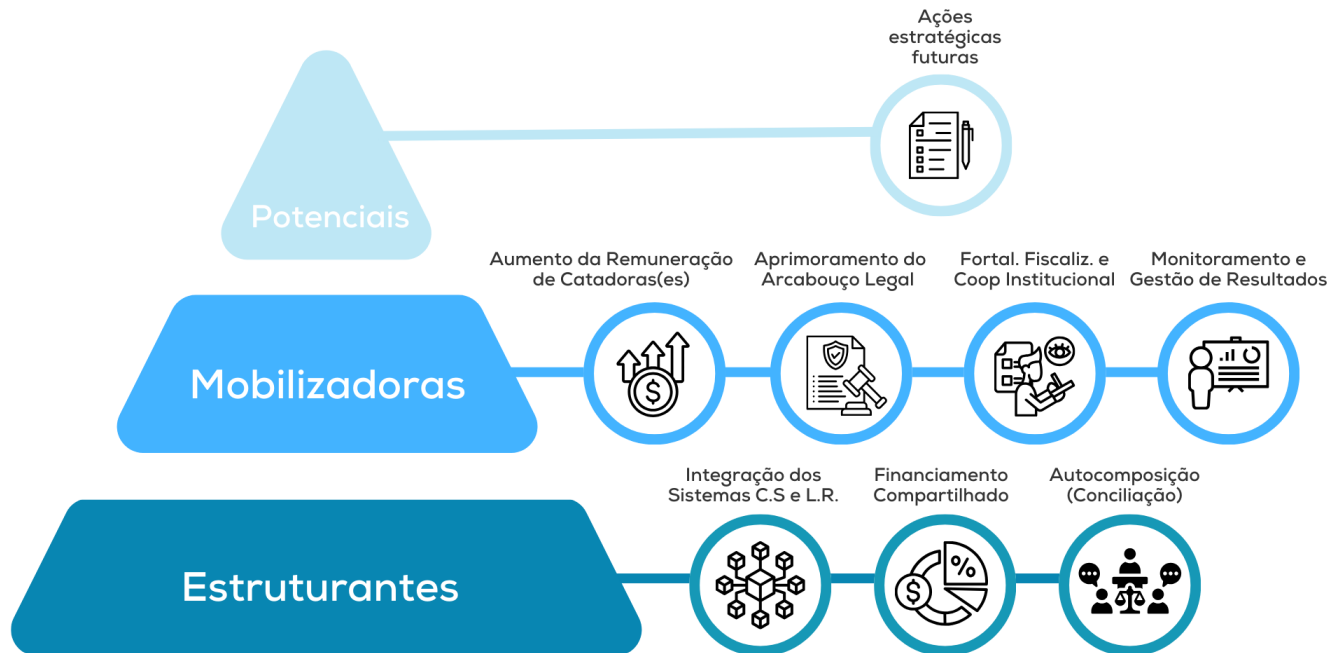 Ações
estratégicas
futuras
Potenciais
Aumento da Remuneração
de Catadoras(es)
Aprimoramento do
Arcabouço Legal
Fortal. Fiscaliz. e
Coop Institucional
Monitoramento e
Gestão de Resultados
Mobilizadoras
$
Integração dos
Sistemas C.S e L.R.
Financiamento
Compartilhado
Autocomposição
(Conciliação)
Estruturantes
$
%